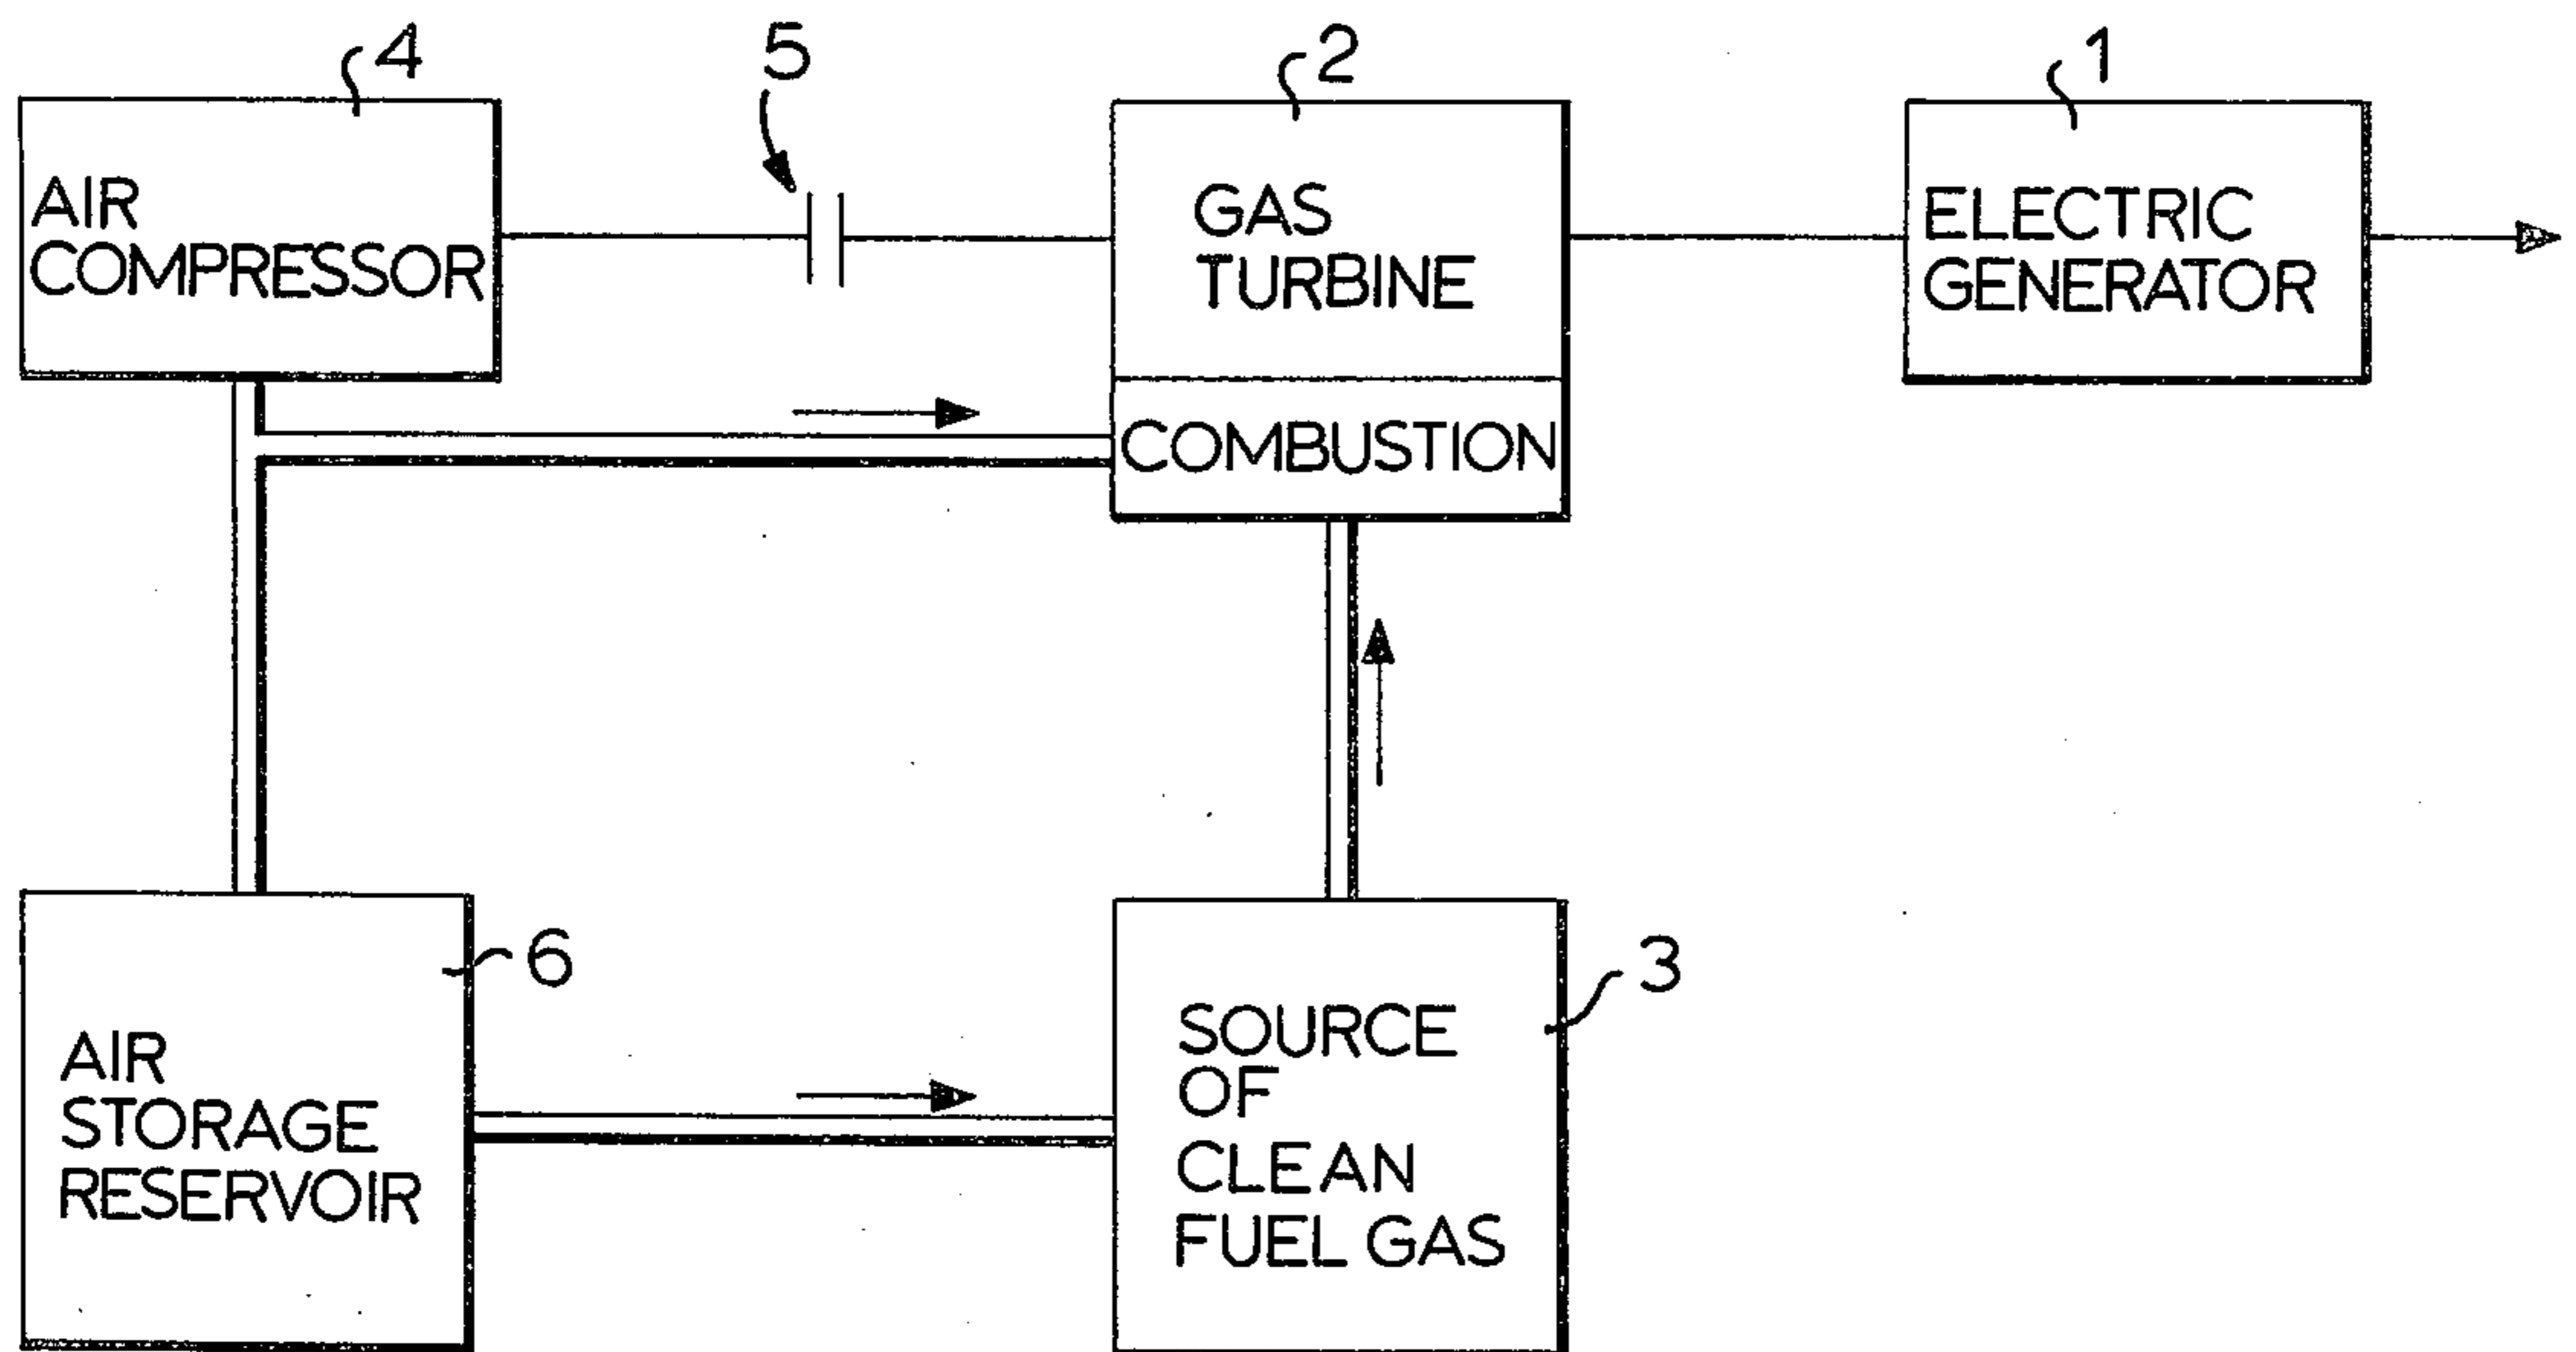 4
5
2
1
AIR
COMPRESSOR
GAS
TURBINE
COMBUSTION
ELECTRIC
GENERATOR
6
3
AIR
STORAGE
RESERVOIR
SOURCE
OF
CLEAN
FUEL GAS